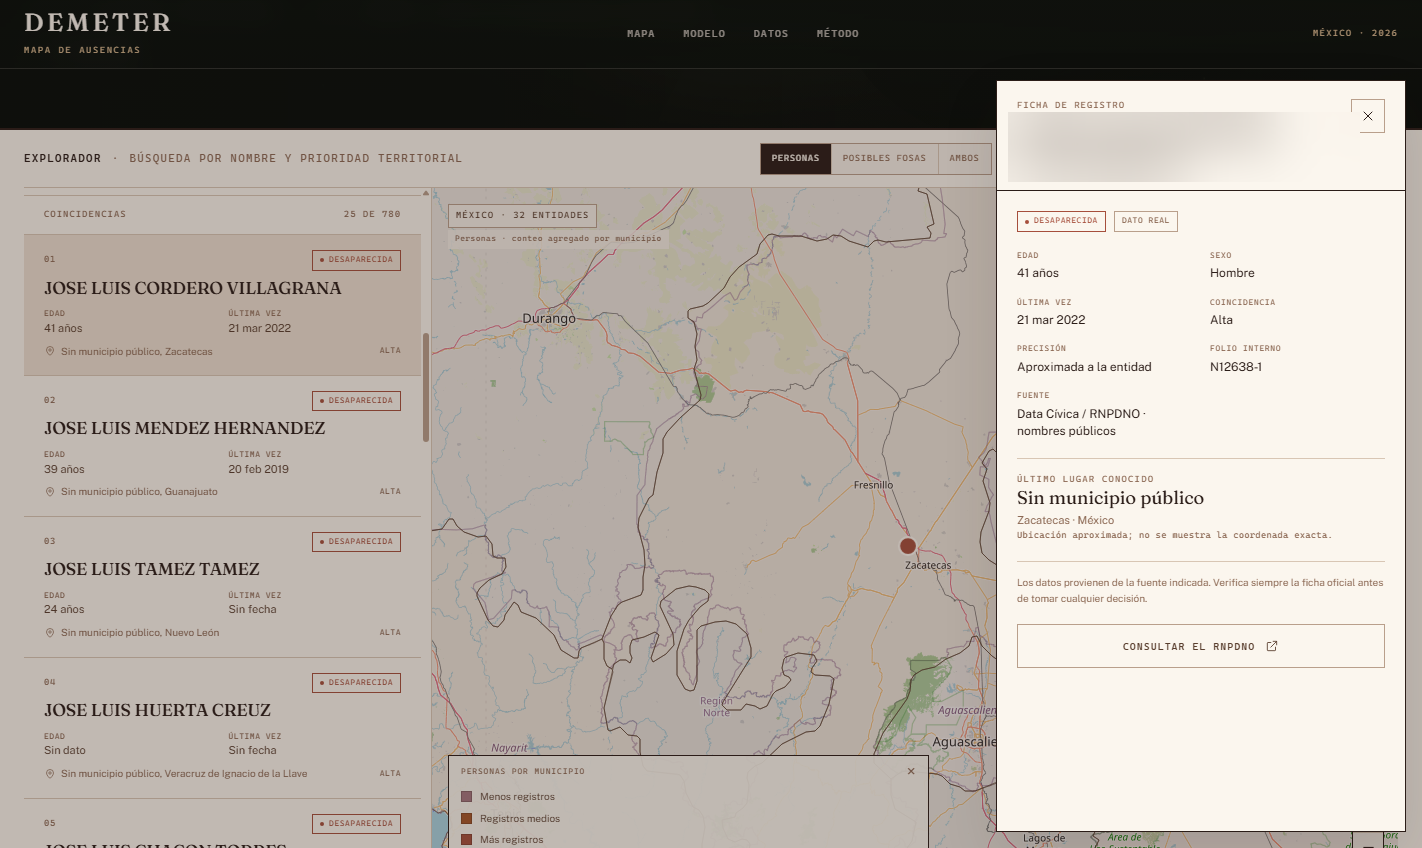 DEMETER
MAPA DE AUSENCIAS
MAPA
MODELO
DATOS
MÉTODO
MÉXICO · 2026
EXPLORADOR · BÚSQUEDA POR NOMBRE Y PRIORIDAD TERRITORIAL
PERSONAS
POSIBLES FOSAS
AMBOS
COINCIDENCIAS
25 DE 780
01
DESAPARECIDA
JOSE LUIS CORDERO VILLAGRANA
EDAD
ÚLTIMA VEZ
41 años
21 mar 2022
Sin municipio público, Zacatecas
ALTA
02
DESAPARECIDA
JOSE LUIS MENDEZ HERNANDEZ
EDAD
ÚLTIMA VEZ
39 años
20 feb 2019
Sin municipio público, Guanajuato
ALTA
03
DESAPARECIDA
JOSE LUIS TAMEZ TAMEZ
EDAD
ÚLTIMA VEZ
24 años
Sin fecha
Sin municipio público, Nuevo León
ALTA
04
DESAPARECIDA
JOSE LUIS HUERTA CREUZ
EDAD
ÚLTIMA VEZ
Sin dato
Sin fecha
Sin municipio público, Veracruz de Ignacio de la Llave
ALTA
05
DESAPARECIDA
JOSE LUIS CHACON TORRES
MÉXICO · 32 ENTIDADES
Personas · conteo agregado por municipio
Durango
Fresnillo
Zacatecas
Región
Norte
Nayarit
Aguascalien
Aguascalie
Lagos de
Área de
PERSONAS POR MUNICIPIO
Menos registros
Registros medios
Más registros
FICHA DE REGISTRO
DESAPARECIDA
DATO REAL
EDAD
SEXO
41 años
Hombre
ÚLTIMA VEZ
COINCIDENCIA
21 mar 2022
Alta
PRECISIÓN
FOLIO INTERNO
Aproximada a la entidad
N12638-1
FUENTE
Data Cívica / RNPDNO ·
nombres públicos
ÚLTIMO LUGAR CONOCIDO
Sin municipio público
Zacatecas · México
Ubicación aproximada; no se muestra la coordenada exacta.
Los datos provienen de la fuente indicada. Verifica siempre la ficha oficial antes
de tomar cualquier decisión.
CONSULTAR EL RNPDNO